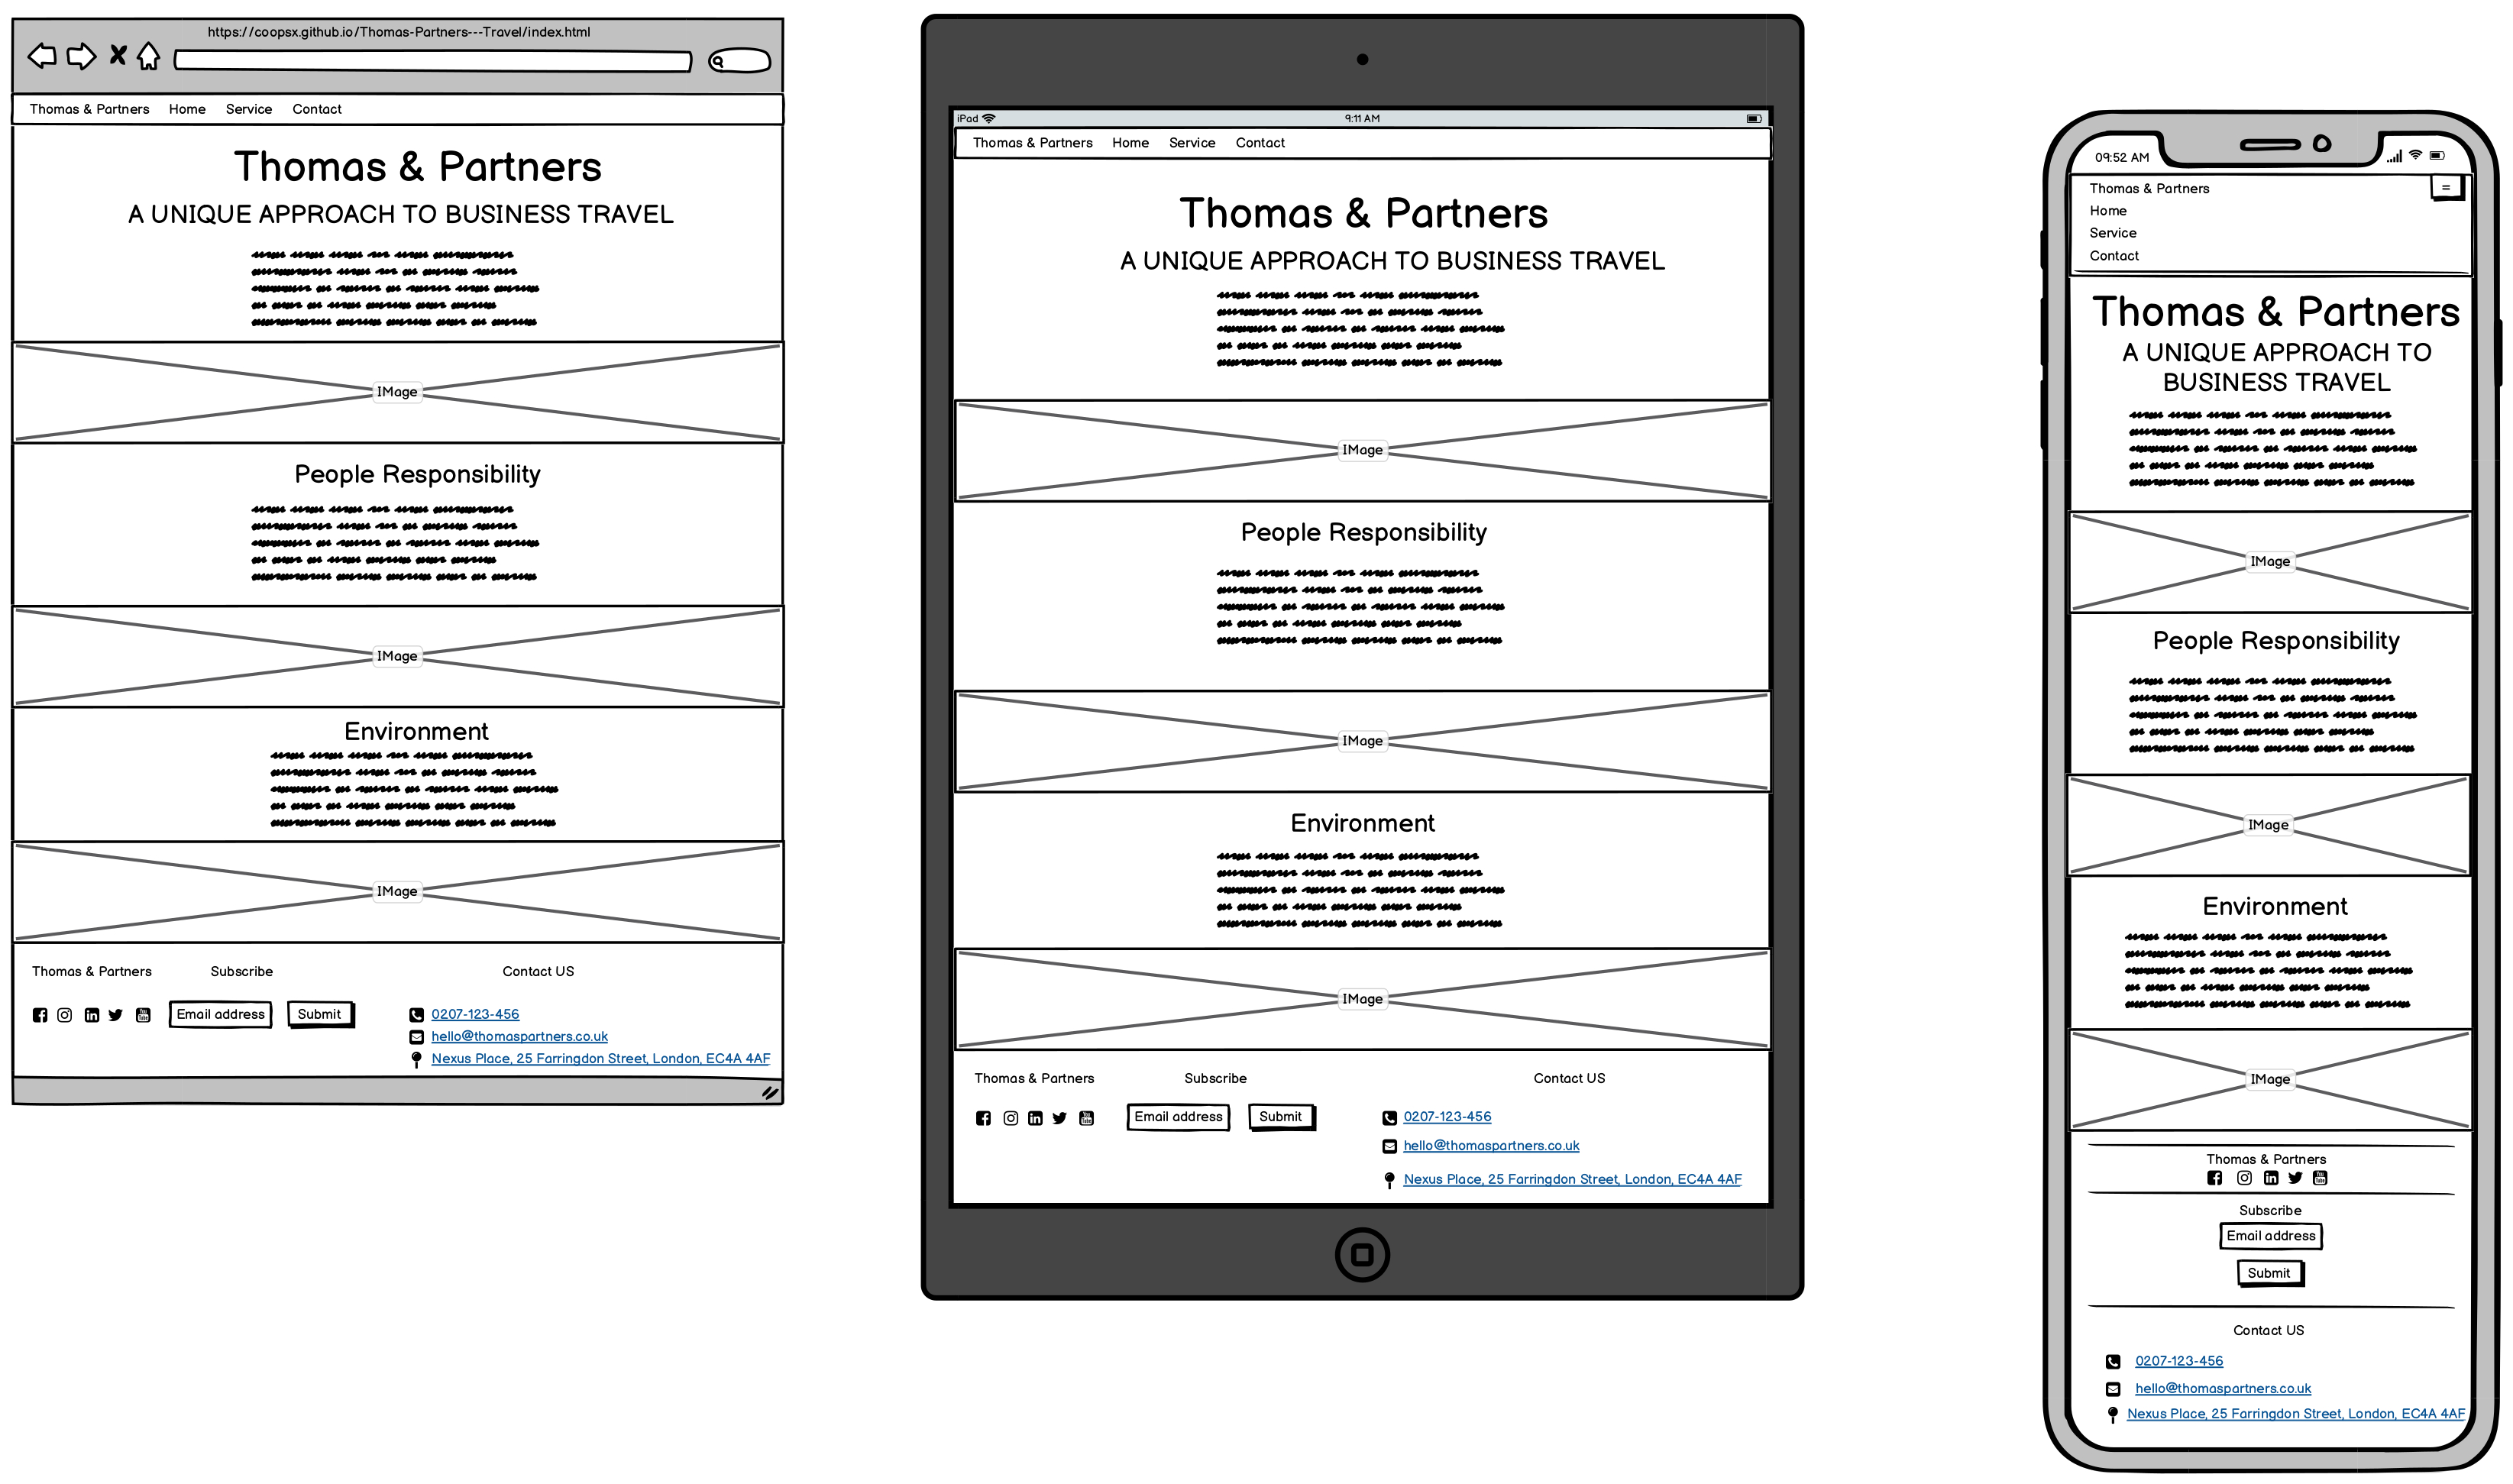 https://coopsx.github.io/Thomas-Partners---Travel/index.html
Thomas & Partners Home Service Contact
Thomas & Partners
A UNIQUE APPROACH TO BUSINESS TRAVEL
IMage
People Responsibility
IMage
Environment
IMage
Thomas & Partners Subscribe Contact US
Email address Submit 0207-123-456
hello@thomaspartners.co.uk
Nexus Place, 25 Farringdon Street, London, EC4A 4AF
iPad 9:11 AM
Thomas & Partners Home Service Contact
Thomas & Partners
A UNIQUE APPROACH TO BUSINESS TRAVEL
IMage
People Responsibility
IMage
Environment
IMage
Thomas & Partners Subscribe Contact US
Email address Submit 0207-123-456
hello@thomaspartners.co.uk
Nexus Place, 25 Farringdon Street, London, EC4A 4AF
09:52 AM
Thomas & Partners =
Home
Service
Contact
Thomas & Partners
A UNIQUE APPROACH TO
BUSINESS TRAVEL
IMage
People Responsibility
IMage
Environment
IMage
Thomas & Partners
Subscribe
Email address
Submit
Contact US
0207-123-456
hello@thomaspartners.co.uk
Nexus Place, 25 Farringdon Street, London, EC4A 4AF